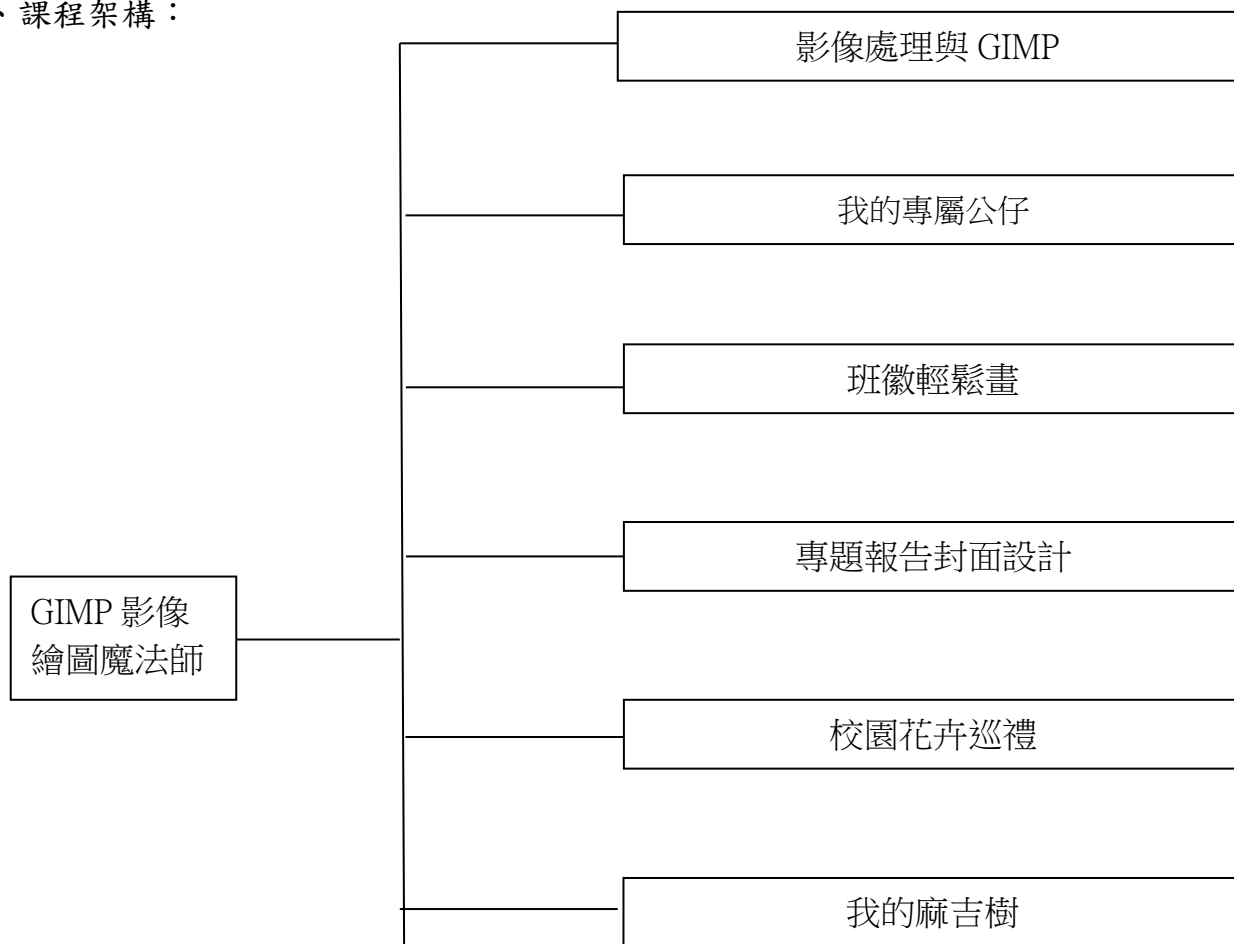 、課程架構：
影像處理與 GIMP
我的專屬公仔
班徽輕鬆畫
專題報告封面設計
GIMP 影像
繪圖魔法師
校園花卉巡禮
我的麻吉樹